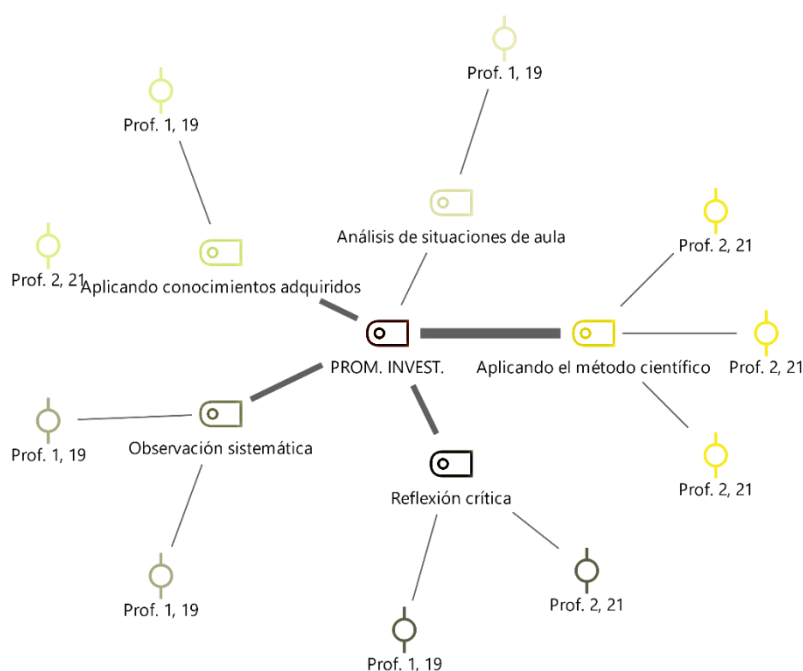 Prof. 1, 19
Prof. 1, 19
Análisis de situaciones de aula
Prof. 2, 21
Prof. 2, 21
Aplicando conocimientos adquiridos
PROM. INVEST.
Aplicando el método científico
Prof. 2, 21
Observación sistemática
Prof. 1, 19
Reflexión crítica
Prof. 2, 21
Prof. 1, 19
Prof. 2, 21
Prof. 1, 19